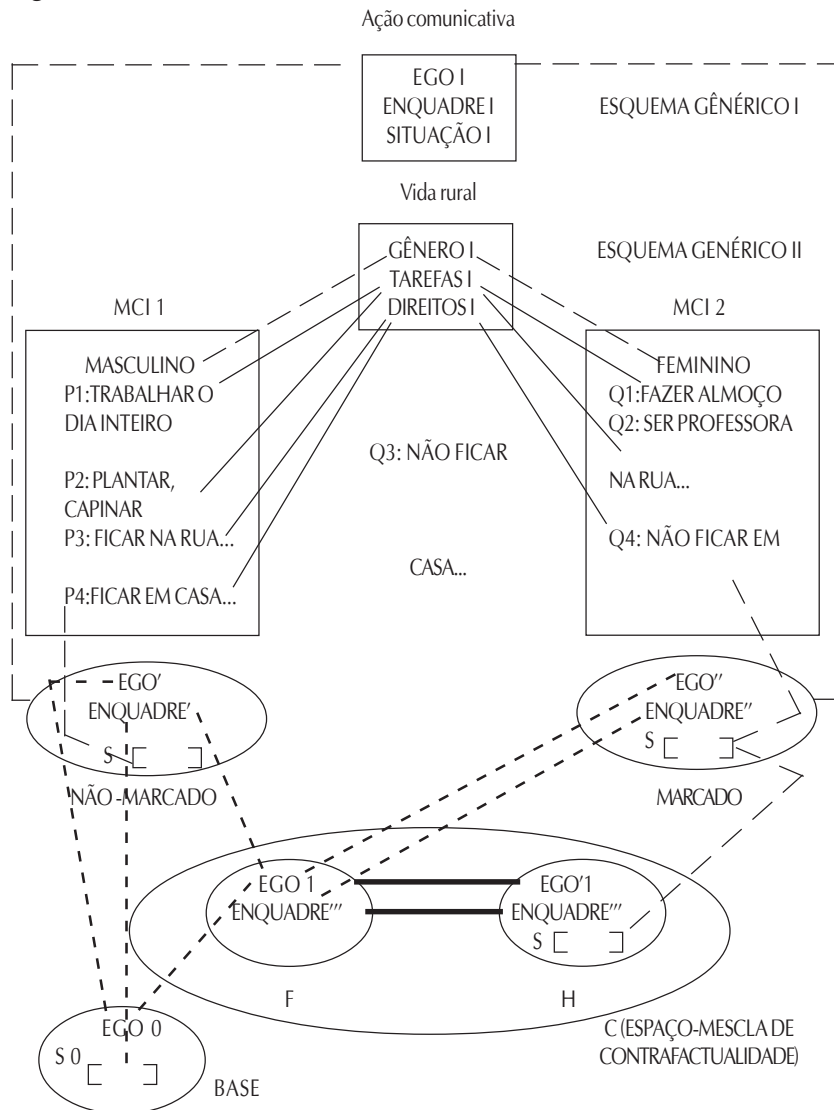 Ação comunicativa
EGO I
ENQUADRE I
SITUAÇÃO I
ESQUEMA GÊNÉRICO I
Vida rural
GÊNERO I
TAREFAS I
DIREITOS I
ESQUEMA GENÉRICO II
MCI 1
MASCULINO
P1: TRABALHAR O
DIA INTEIRO
P2: PLANTAR,
CAPINAR
P3: FICAR NA RUA...
P4: FICAR EM CASA...
MCI 2
FEMININO
Q1: FAZER ALMOÇO
Q2: SER PROFESSORA
Q3: NÃO FICAR
NA RUA...
Q4: NÃO FICAR EM
CASA...
EGO'
ENQUADRE'
S [ ]
NÃO -MARCADO
EGO''
ENQUADRE''
S [ ]
MARCADO
EGO 1
ENQUADRE'''
F
EGO'1
ENQUADRE'''
S [ ]
H
C (ESPAÇO-MESCLA DE
CONTRAFACTUALIDADE)
EGO 0
S 0 [ ]
BASE